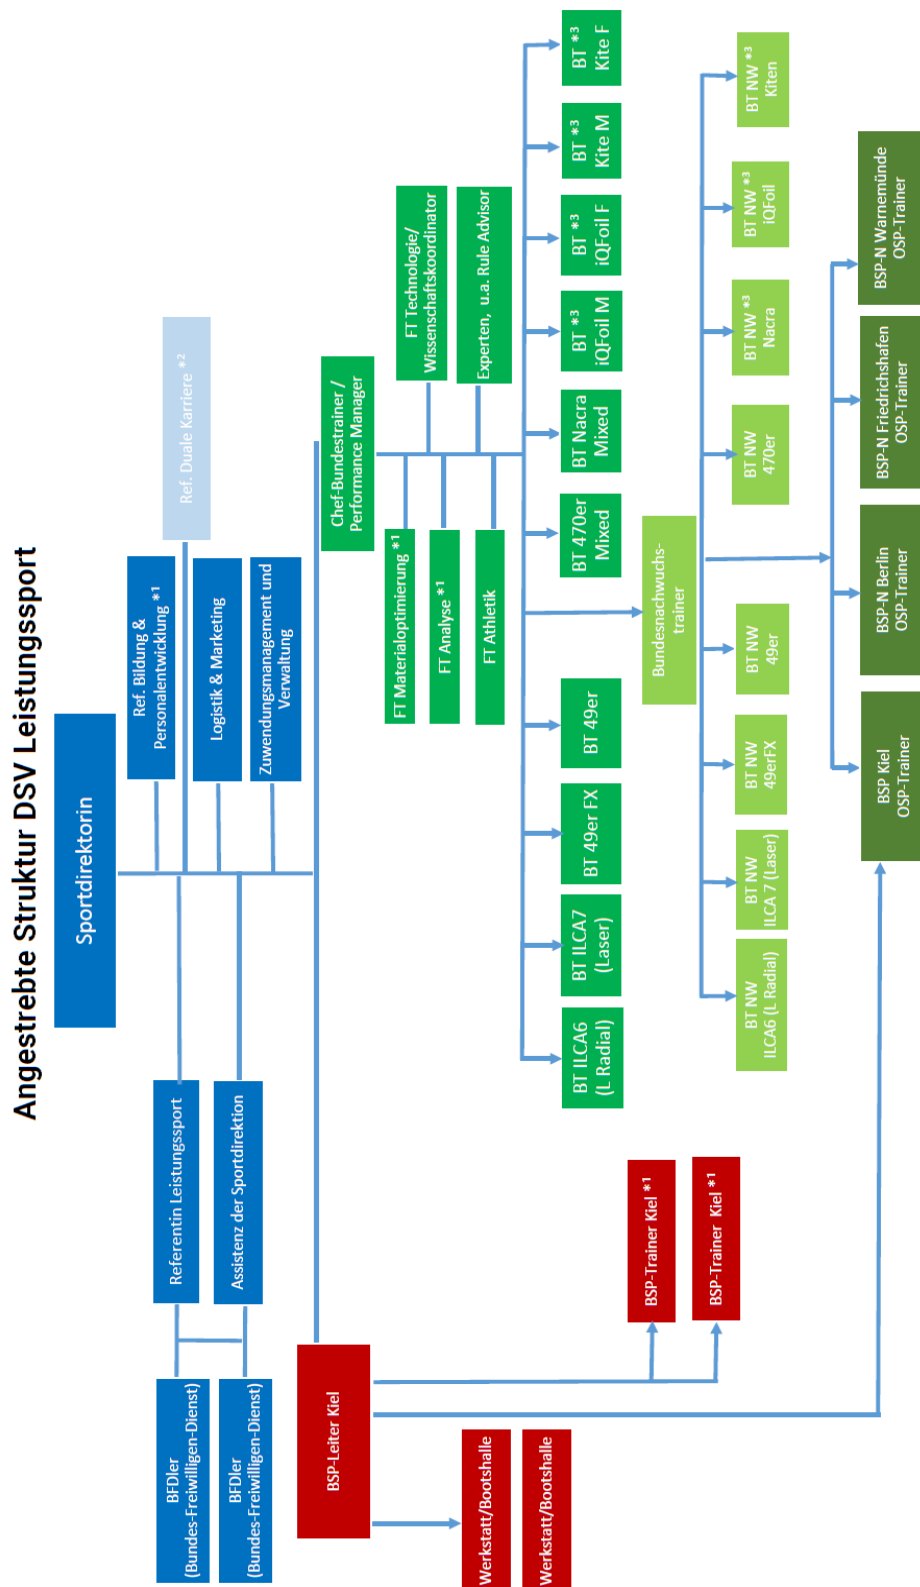 Angestrebte Struktur DSV Leistungssport
Sportdirektorin
Referentin Leistungssport
Assistenz der Sportdirektion
BFDler
(Bundes-Freiwilligen-Dienst)
BFDler
(Bundes-Freiwilligen-Dienst)
Ref. Bildung &
Personalentwicklung *1
Ref. Duale Karriere *2
Logistik & Marketing
Zuwendungsmanagement und
Verwaltung
BSP-Leiter Kiel
Chef-Bundestrainer /
Performance Manager
FT Materialoptimierung *1
FT Technologie/
Wissenschaftskoordinator
FT Analyse *1
Experten, u.a. Rule Advisor
FT Athletik
Werkstatt/Bootshalle
Werkstatt/Bootshalle
BSP-Trainer Kiel *1
BSP-Trainer Kiel *1
BT ILCA6
(L Radial)
BT ILCA7
(Laser)
BT 49er FX
BT 49er
BT 470er
Mixed
BT Nacra
Mixed
BT *3
iQFoil M
BT *3
iQFoil F
BT *3
Kite M
BT *3
Kite F
Bundesnachwuchs-
trainer
BT NW
ILCA6 (L Radial)
BT NW
ILCA 7 (Laser)
BT NW
49erFX
BT NW
49er
BT NW
470er
BT NW *3
Nacra
BT NW *3
iQFoil
BT NW *3
Kiten
BSP Kiel
OSP-Trainer
BSP-N Berlin
OSP-Trainer
BSP-N Friedrichshafen
OSP-Trainer
BSP-N Warnemünde
OSP-Trainer